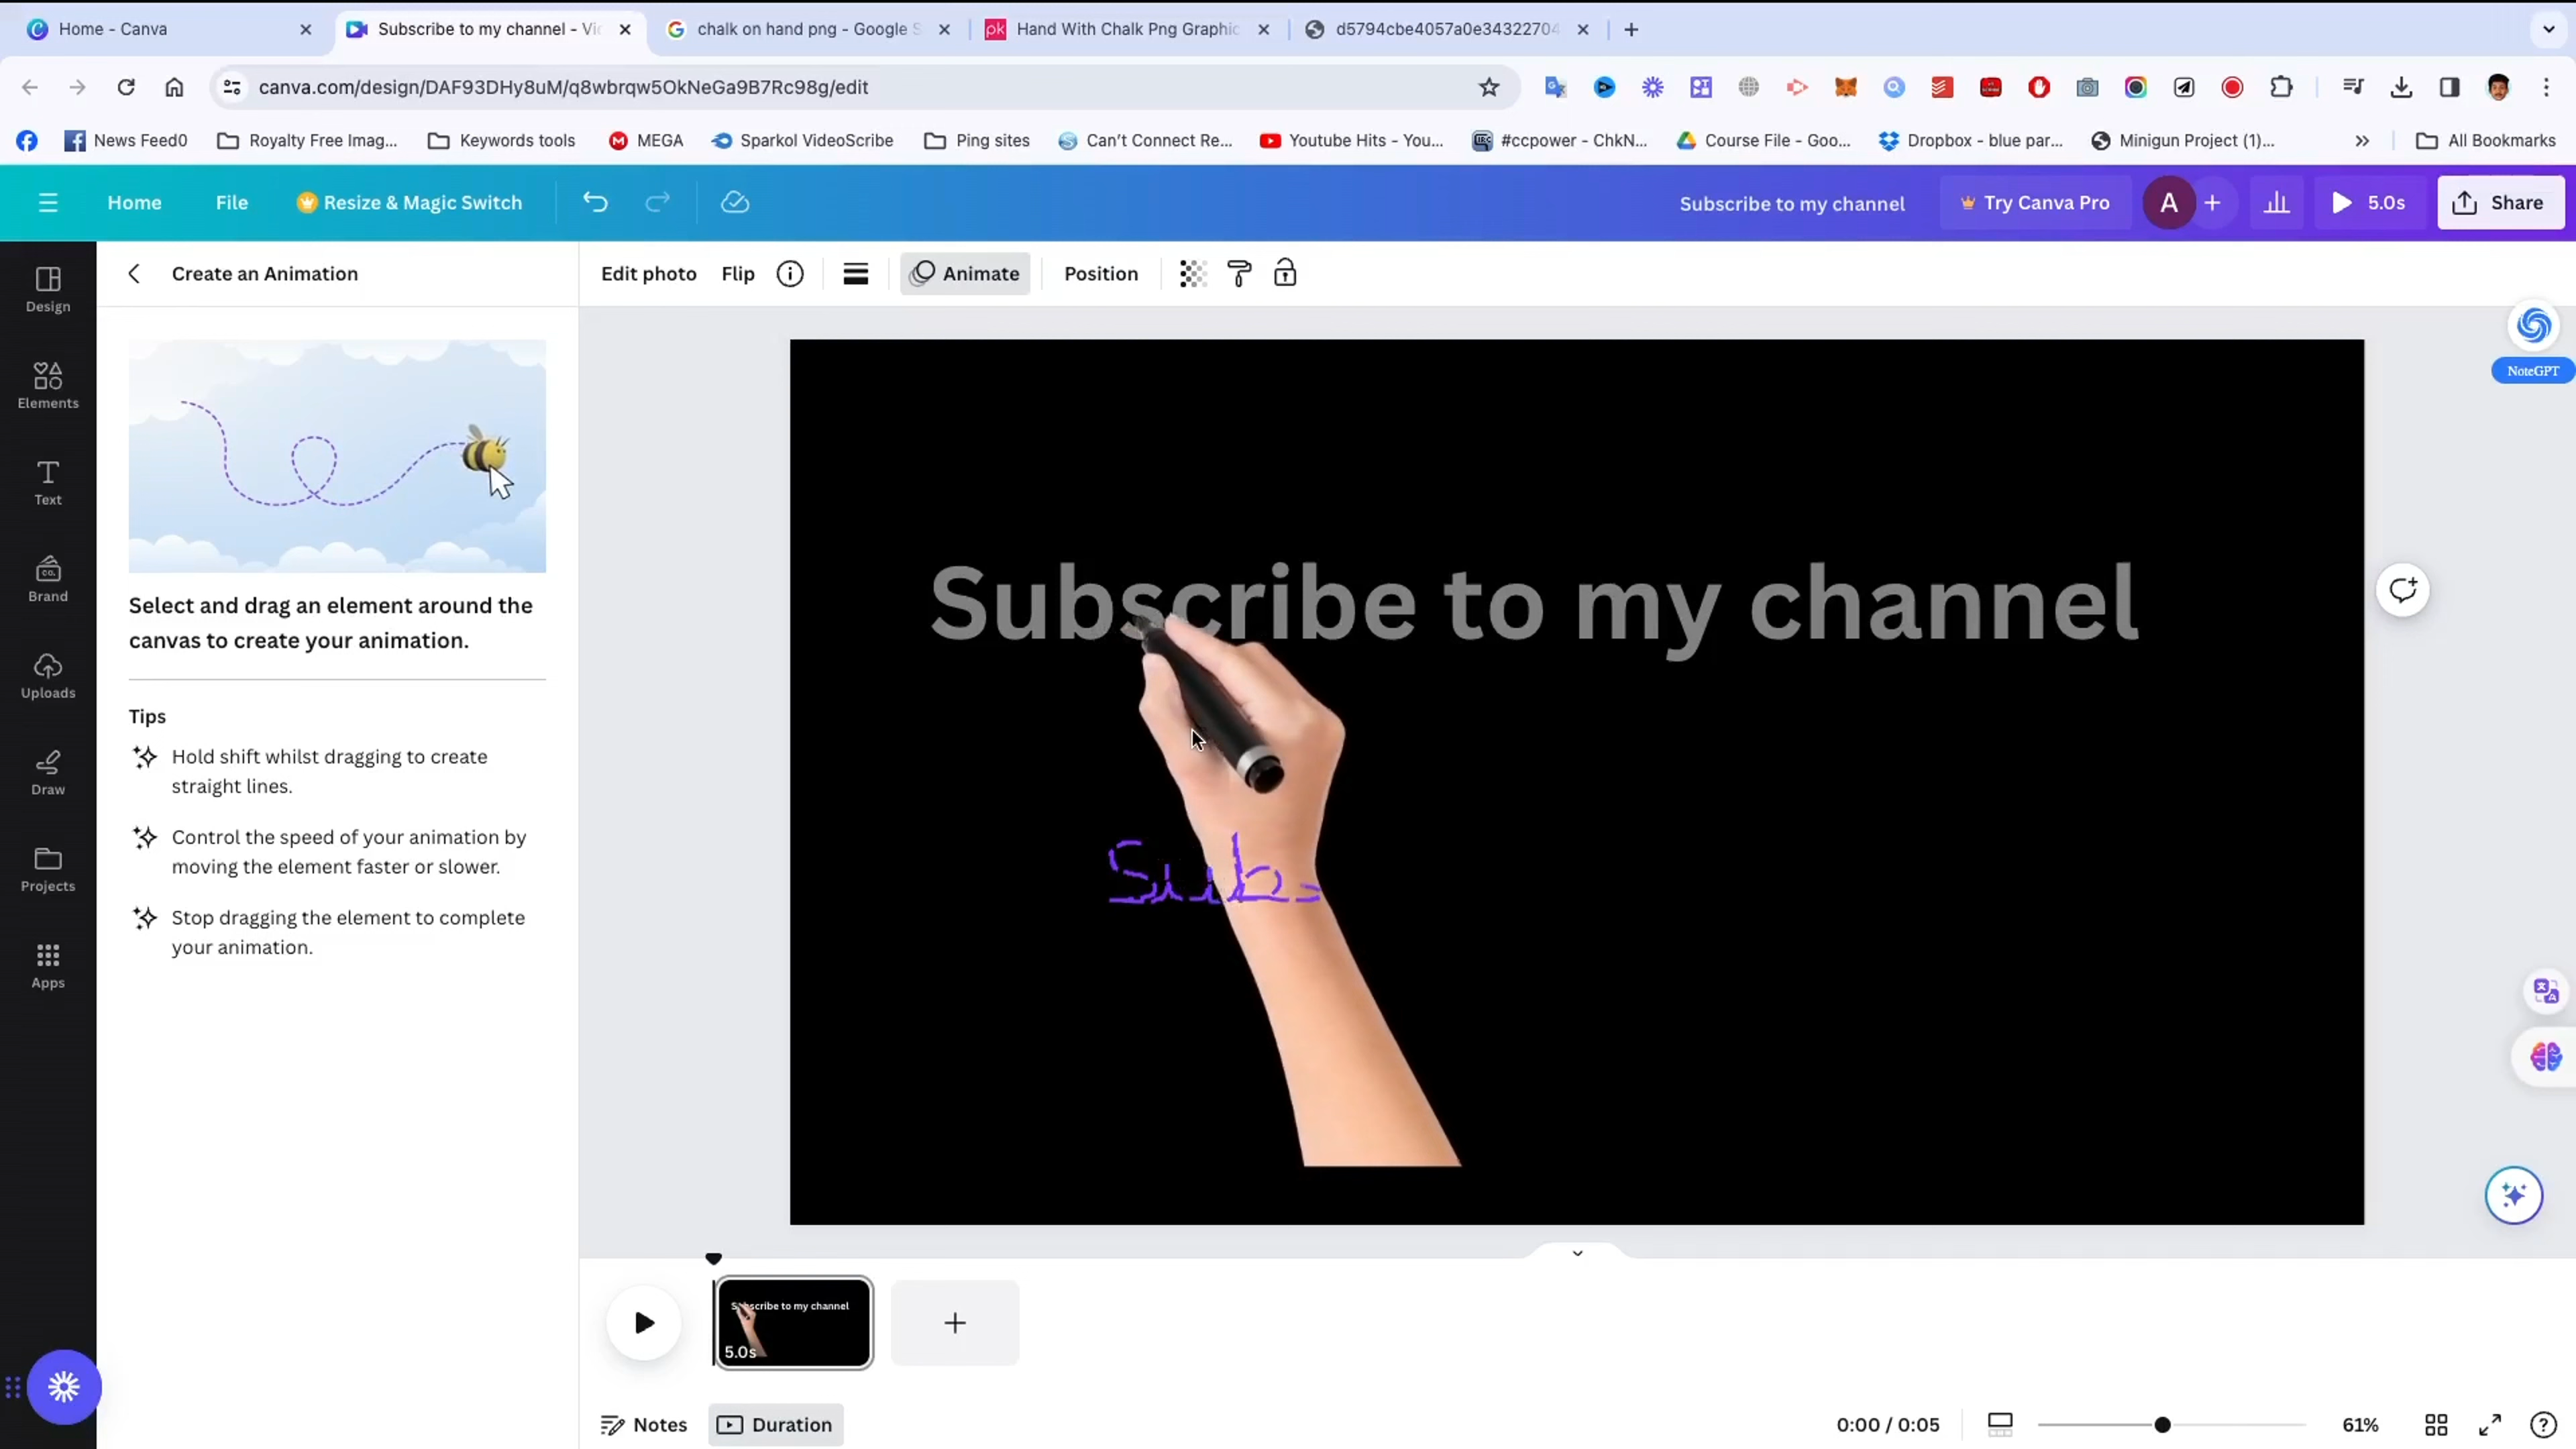 Home - Canva
Subscribe to my channel - Vi
chalk on hand png - Google S
Hand With Chalk Png Graphic
d5794cbe4057a0e34322704
canva.com/design/DAF93DHy8uM/q8wbrqw5OkNeGa9B7Rc98g/edit
News Feed0
Royalty Free Imag...
Keywords tools
MEGA
Sparkol VideoScribe
Ping sites
Can't Connect Re...
Youtube Hits - You...
#ccpower - ChkN...
Course File - Goo...
Dropbox - blue par...
Minigun Project (1)...
All Bookmarks
Home
File
Resize & Magic Switch
Subscribe to my channel
Try Canva Pro
A
5.0s
Share
Design
Elements
Text
Brand
Uploads
Draw
Projects
Apps
Create an Animation
Select and drag an element around the
canvas to create your animation.
Tips
Hold shift whilst dragging to create
straight lines.
Control the speed of your animation by
moving the element faster or slower.
Stop dragging the element to complete
your animation.
Edit photo
Flip
Animate
Position
Subscribe to my channel
NoteGPT
5.0s
Notes
Duration
0:00 / 0:05
61%